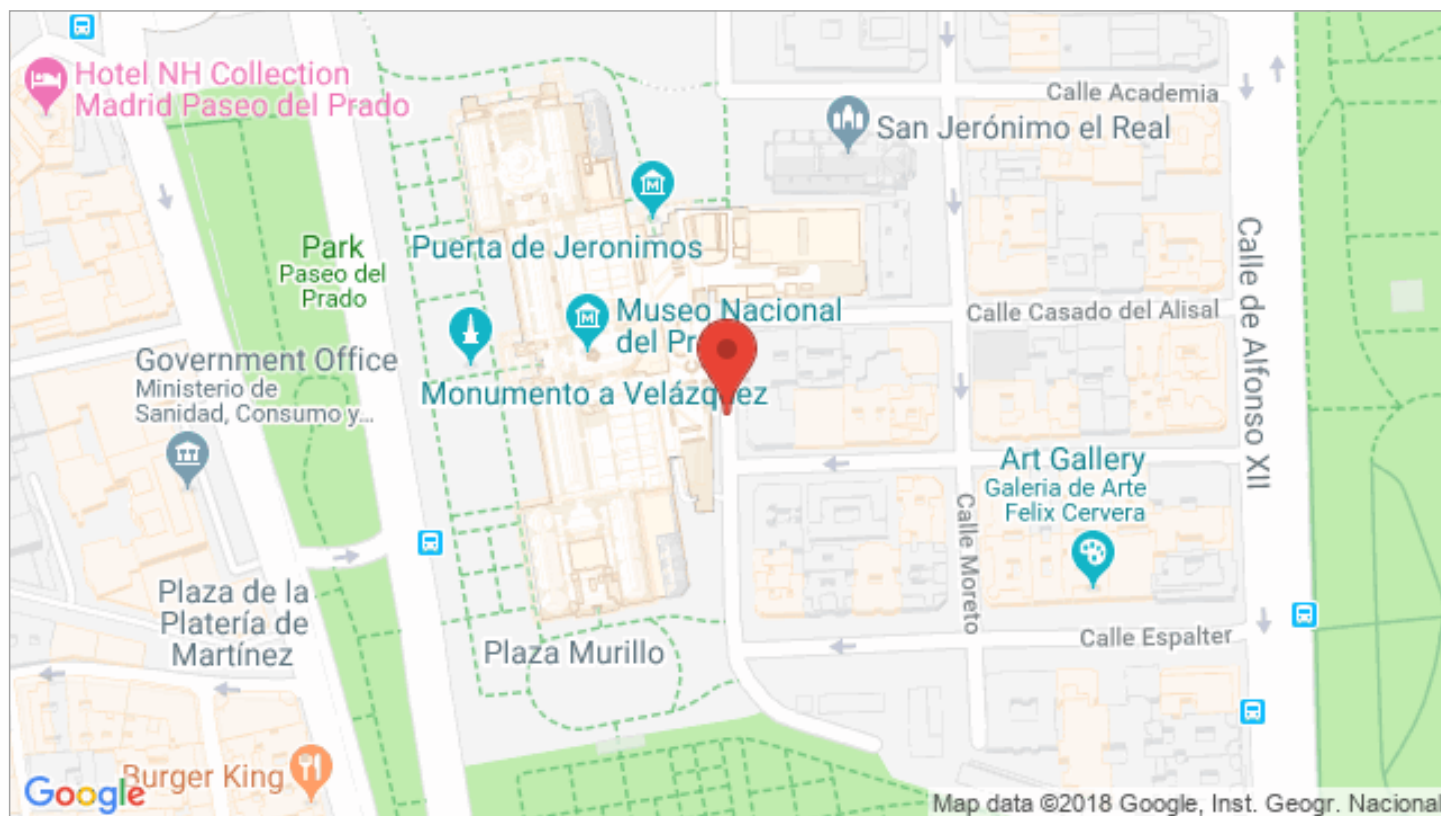 Hotel NH Collection
Madrid Paseo del Prado
Calle Academia
San Jerónimo el Real
Puerta de Jeronimos
Park
Paseo del
Prado
Calle de Alfonso XII
Museo Nacional
del Pr
Calle Casado del Alisal
Government Office
Ministerio de
Sanidad, Consumo y...
Monumento a Velázquez
Art Gallery
Galeria de Arte
Felix Cervera
Calle Moreto
Plaza de la
Platería de
Martínez
Plaza Murillo
Calle Espalter
Burger King
Google
Map data ©2018 Google, Inst. Geogr. Nacional